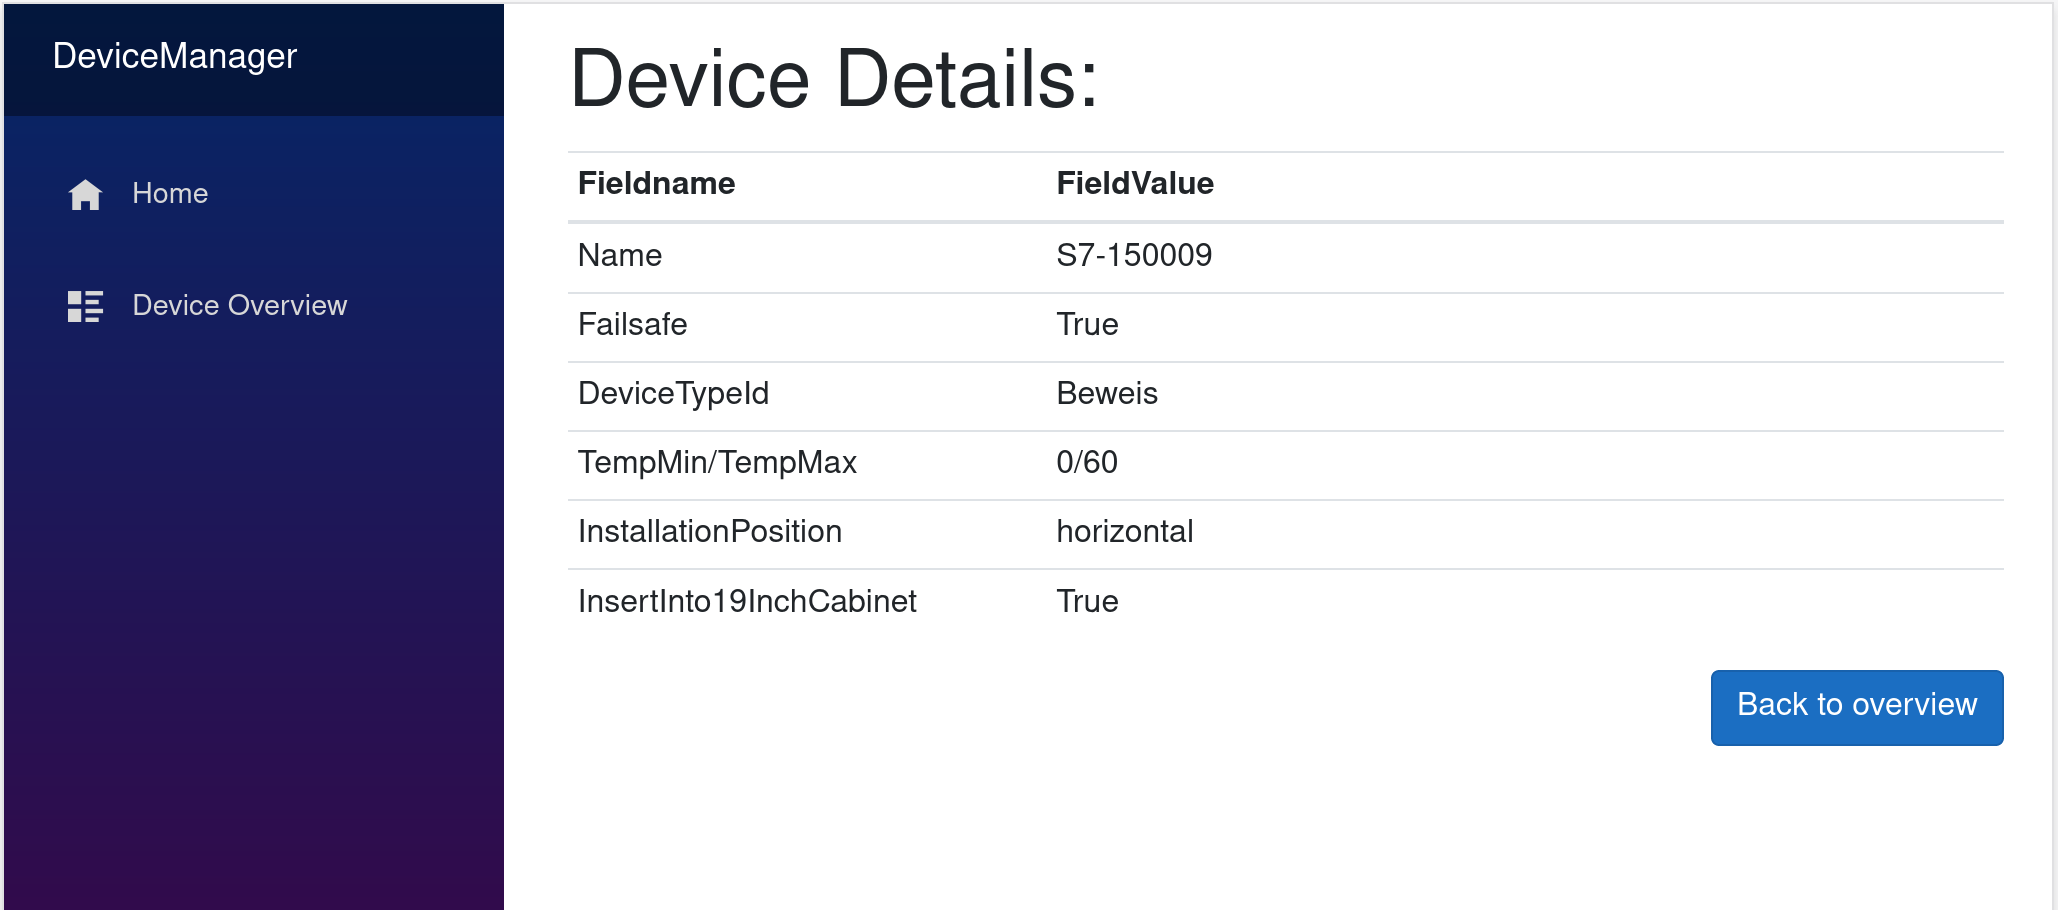 DeviceManager
Home
Device Overview
Device Details:
Fieldname FieldValue
Name S7-150009
Failsafe True
DeviceTypeId Beweis
TempMin/TempMax 0/60
InstallationPosition horizontal
InsertInto19InchCabinet True
Back to overview